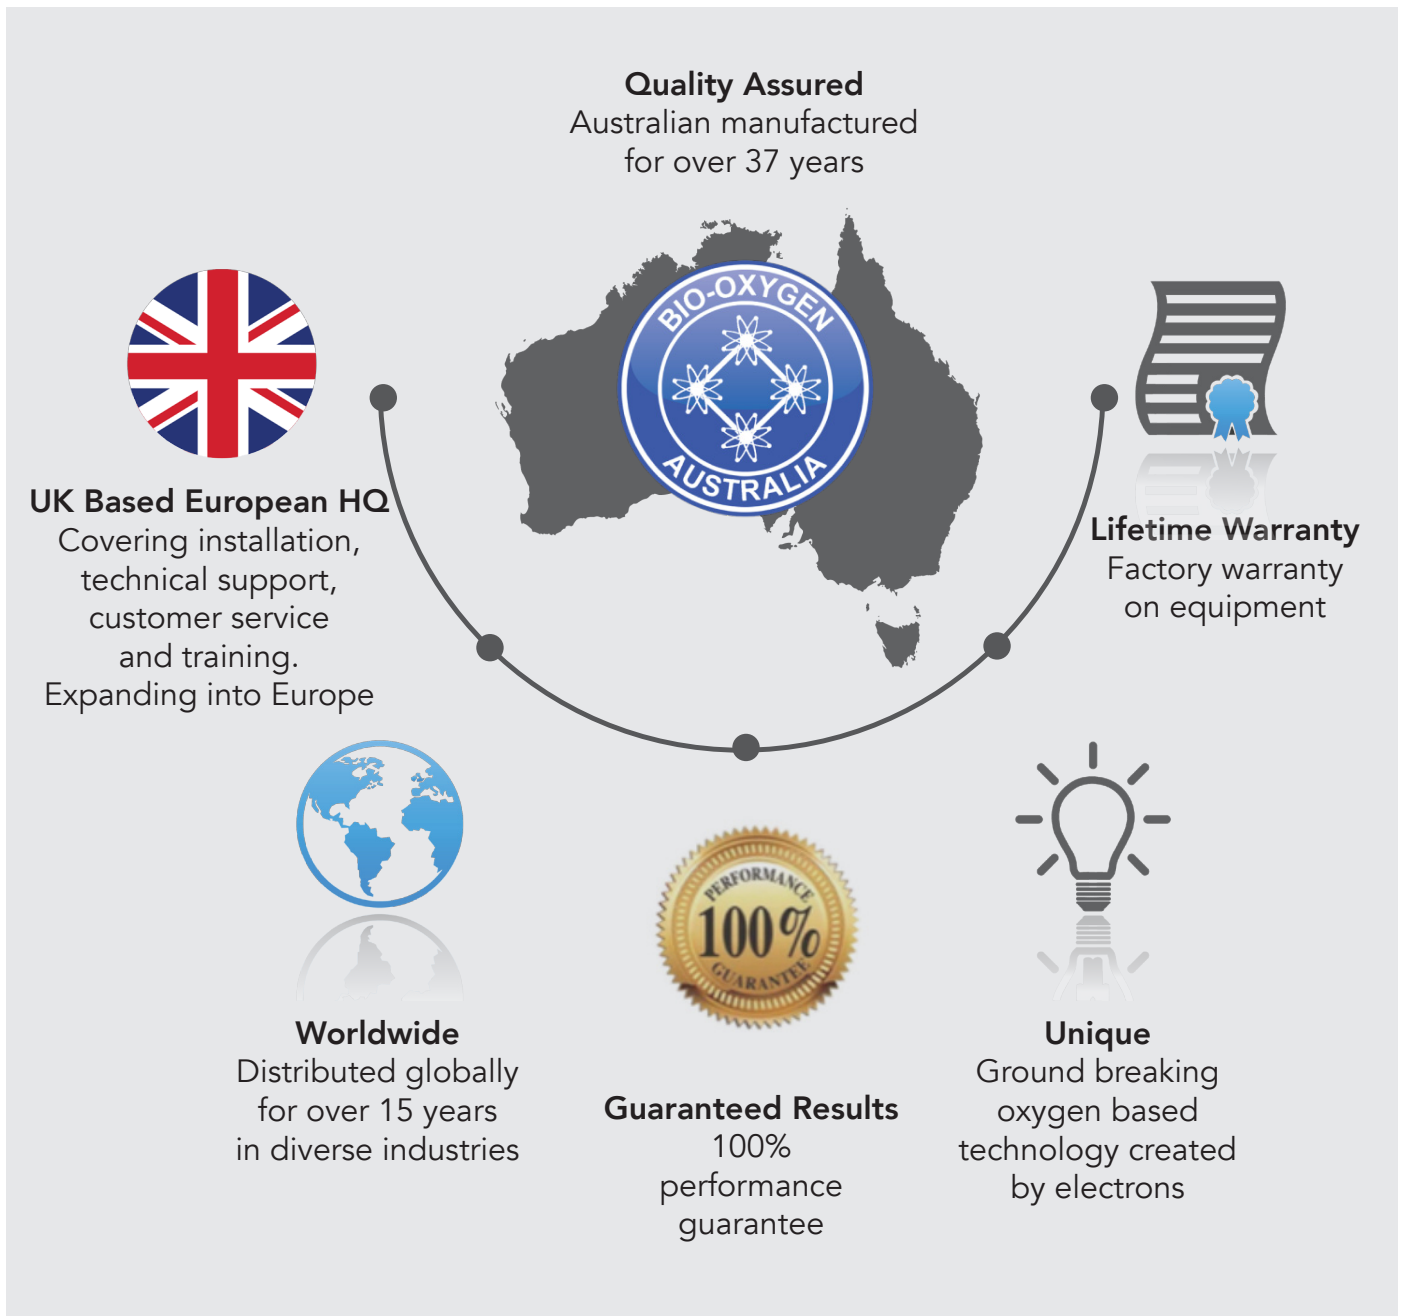 Quality Assured
Australian manufactured
for over 37 years
BIO-OXYGEN
AUSTRALIA
UK Based European HQ
Covering installation,
technical support,
customer service
and training.
Expanding into Europe
Lifetime Warranty
Factory warranty
on equipment
Worldwide
Distributed globally
for over 15 years
in diverse industries
PERFORMANCE
100%
GUARANTEE
Guaranteed Results
100%
performance
guarantee
Unique
Ground breaking
oxygen based
technology created
by electrons